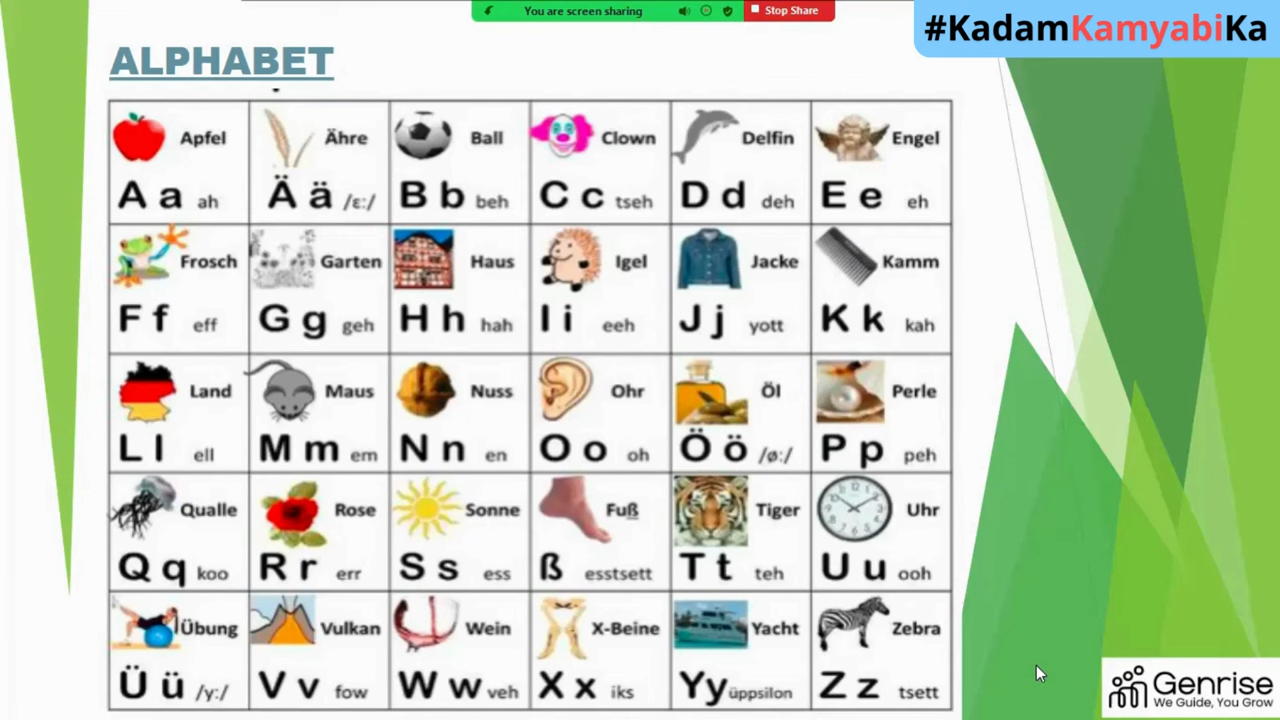 You are screen sharing
Stop Share
#KadamKamyabiKa
ALPHABET
Apfel
A a ah
Ähre
Ä ä /ɛ:/
Ball
B b beh
Clown
C c tseh
Delfin
D d deh
Engel
E e eh
Frosch
F f eff
Garten
G g geh
Haus
H h hah
Igel
I i eeh
Jacke
J j yott
Kamm
K k kah
Land
L l ell
Maus
M m em
Nuss
N n en
Ohr
O o oh
Öl
Ö ö /ø:/
Perle
P p peh
Qualle
Q q koo
Rose
R r err
Sonne
S s ess
Fuß
ß esstsett
Tiger
T t teh
Uhr
U u ooh
Übung
Ü ü /y:/
Vulkan
V v fow
Wein
W w veh
X-Beine
X x iks
Yacht
Y y üppsilon
Zebra
Z z tsett
Genrise
We Guide, You Grow